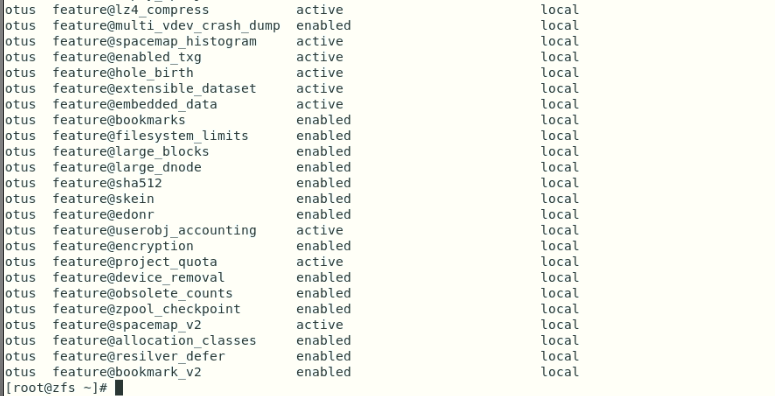 otus  feature@lz4_compress          active                         local
otus  feature@multi_vdev_crash_dump  enabled                        local
otus  feature@spacemap_histogram    active                         local
otus  feature@enabled_txg           active                         local
otus  feature@hole_birth            active                         local
otus  feature@extensible_dataset    active                         local
otus  feature@embedded_data         active                         local
otus  feature@bookmarks             enabled                        local
otus  feature@filesystem_limits     enabled                        local
otus  feature@large_blocks          enabled                        local
otus  feature@large_dnode           enabled                        local
otus  feature@sha512                enabled                        local
otus  feature@skein                 enabled                        local
otus  feature@edonr                 enabled                        local
otus  feature@userobj_accounting    active                         local
otus  feature@encryption            enabled                        local
otus  feature@project_quota         active                         local
otus  feature@device_removal        enabled                        local
otus  feature@obsolete_counts       enabled                        local
otus  feature@zpool_checkpoint      enabled                        local
otus  feature@spacemap_v2           active                         local
otus  feature@allocation_classes    enabled                        local
otus  feature@resilver_defer        enabled                        local
otus  feature@bookmark_v2           enabled                        local
[root@zfs ~]#